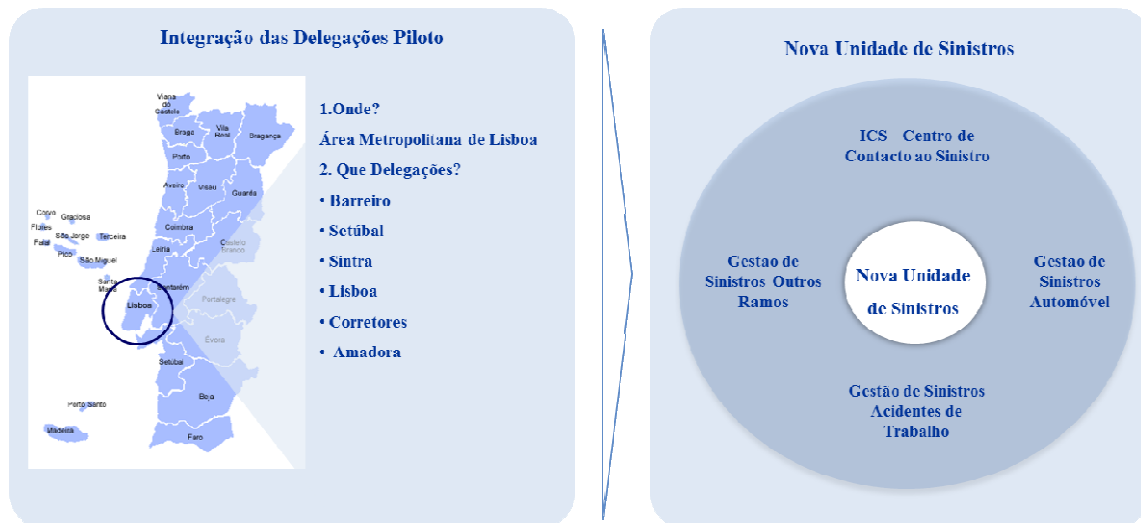 Integração das Delegações Piloto
Viana
do
Castelo
Braga
Vila
Real
Bragança
Porto
Aveiro
Viseu
Guarda
Coimbra
Castelo
Branco
Leiria
Santarém
Portalegre
Lisboa
Évora
Setúbal
Beja
Faro
Corvo
Graciosa
Flores
São Jorge
Terceira
Faial
Pico
São Miguel
Santa
Maria
Porto Santo
Madeira
1.Onde?
Área Metropolitana de Lisboa
2. Que Delegações?
• Barreiro
• Setúbal
• Sintra
• Lisboa
• Corretores
• Amadora
Nova Unidade de Sinistros
ICS Centro de
Contacto ao Sinistro
Gestao de
Sinistros Outros
Ramos
Nova Unidade
de Sinistros
Gestao de
Sinistros
Automóvel
Gestão de Sinistros
Acidentes de
Trabalho